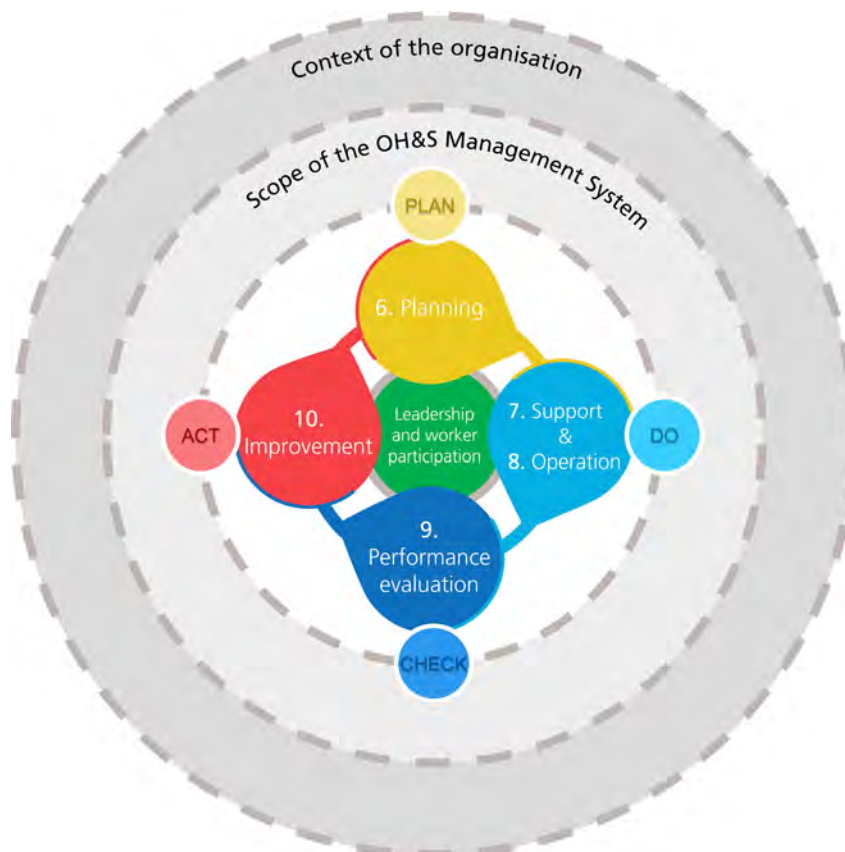 Context of the organisation
Scope of the OH&S Management System
PLAN
6. Planning
ACT
10.
Improvement
Leadership
and worker
participation
7. Support
&
8. Operation
DO
9.
Performance
evaluation
CHECK